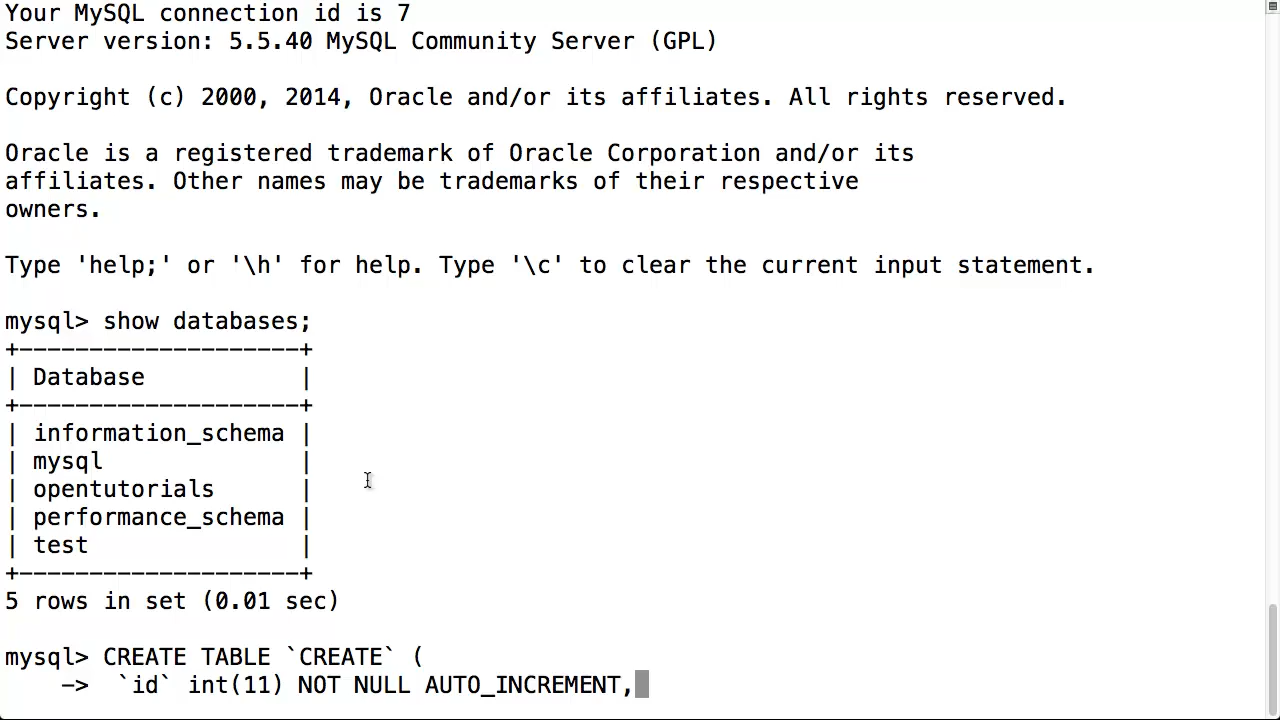 Your MySQL connection id is 7
Server version: 5.5.40 MySQL Community Server (GPL)
Copyright (c) 2000, 2014, Oracle and/or its affiliates. All rights reserved.
Oracle is a registered trademark of Oracle Corporation and/or its
affiliates. Other names may be trademarks of their respective
owners.
Type 'help;' or '\h' for help. Type '\c' to clear the current input statement.
mysql> show databases;
+--------------------+
| Database           |
+--------------------+
| information_schema |
| mysql              |
| opentutorials      |
| performance_schema |
| test               |
+--------------------+
5 rows in set (0.01 sec)
mysql> CREATE TABLE `CREATE` (
    ->  `id` int(11) NOT NULL AUTO_INCREMENT,